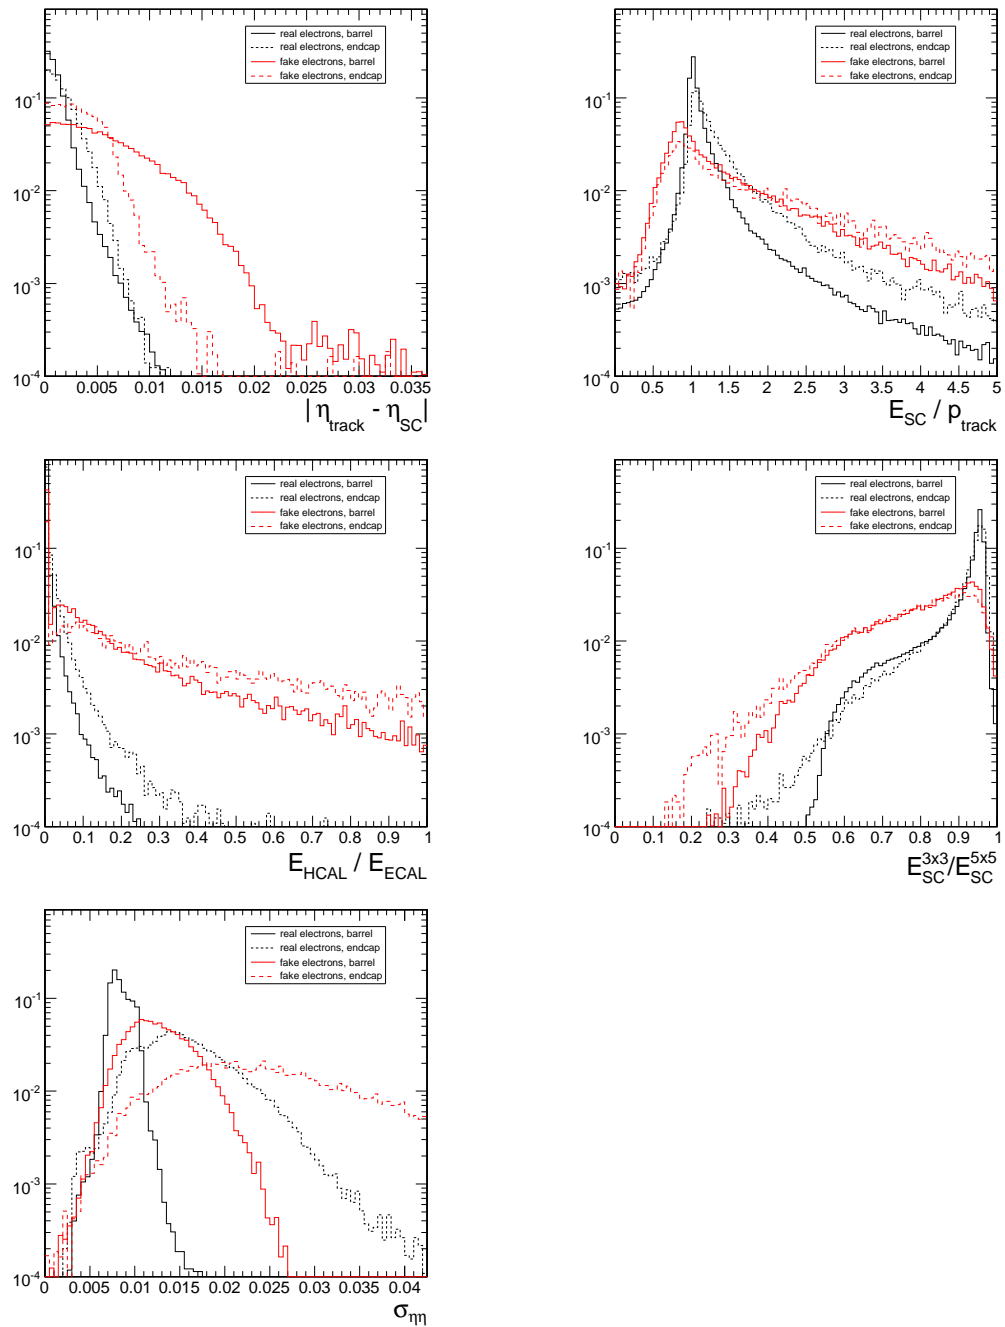 real electrons, barrel
real electrons, endcap
fake electrons, barrel
fake electrons, endcap
10⁻¹
10⁻²
10⁻³
10⁻⁴
0 0.005 0.01 0.015 0.02 0.025 0.03 0.035
| η_track - η_SC |
real electrons, barrel
real electrons, endcap
fake electrons, barrel
fake electrons, endcap
10⁻¹
10⁻²
10⁻³
10⁻⁴
0 0.5 1 1.5 2 2.5 3 3.5 4 4.5 5
E_SC / p_track
real electrons, barrel
real electrons, endcap
fake electrons, barrel
fake electrons, endcap
10⁻¹
10⁻²
10⁻³
10⁻⁴
0 0.1 0.2 0.3 0.4 0.5 0.6 0.7 0.8 0.9 1
E_HCAL / E_ECAL
real electrons, barrel
real electrons, endcap
fake electrons, barrel
fake electrons, endcap
10⁻¹
10⁻²
10⁻³
10⁻⁴
0 0.1 0.2 0.3 0.4 0.5 0.6 0.7 0.8 0.9 1
E_SC^3x3/E_SC^5x5
real electrons, barrel
real electrons, endcap
fake electrons, barrel
fake electrons, endcap
10⁻¹
10⁻²
10⁻³
10⁻⁴
0 0.005 0.01 0.015 0.02 0.025 0.03 0.035 0.04
σ_ηη